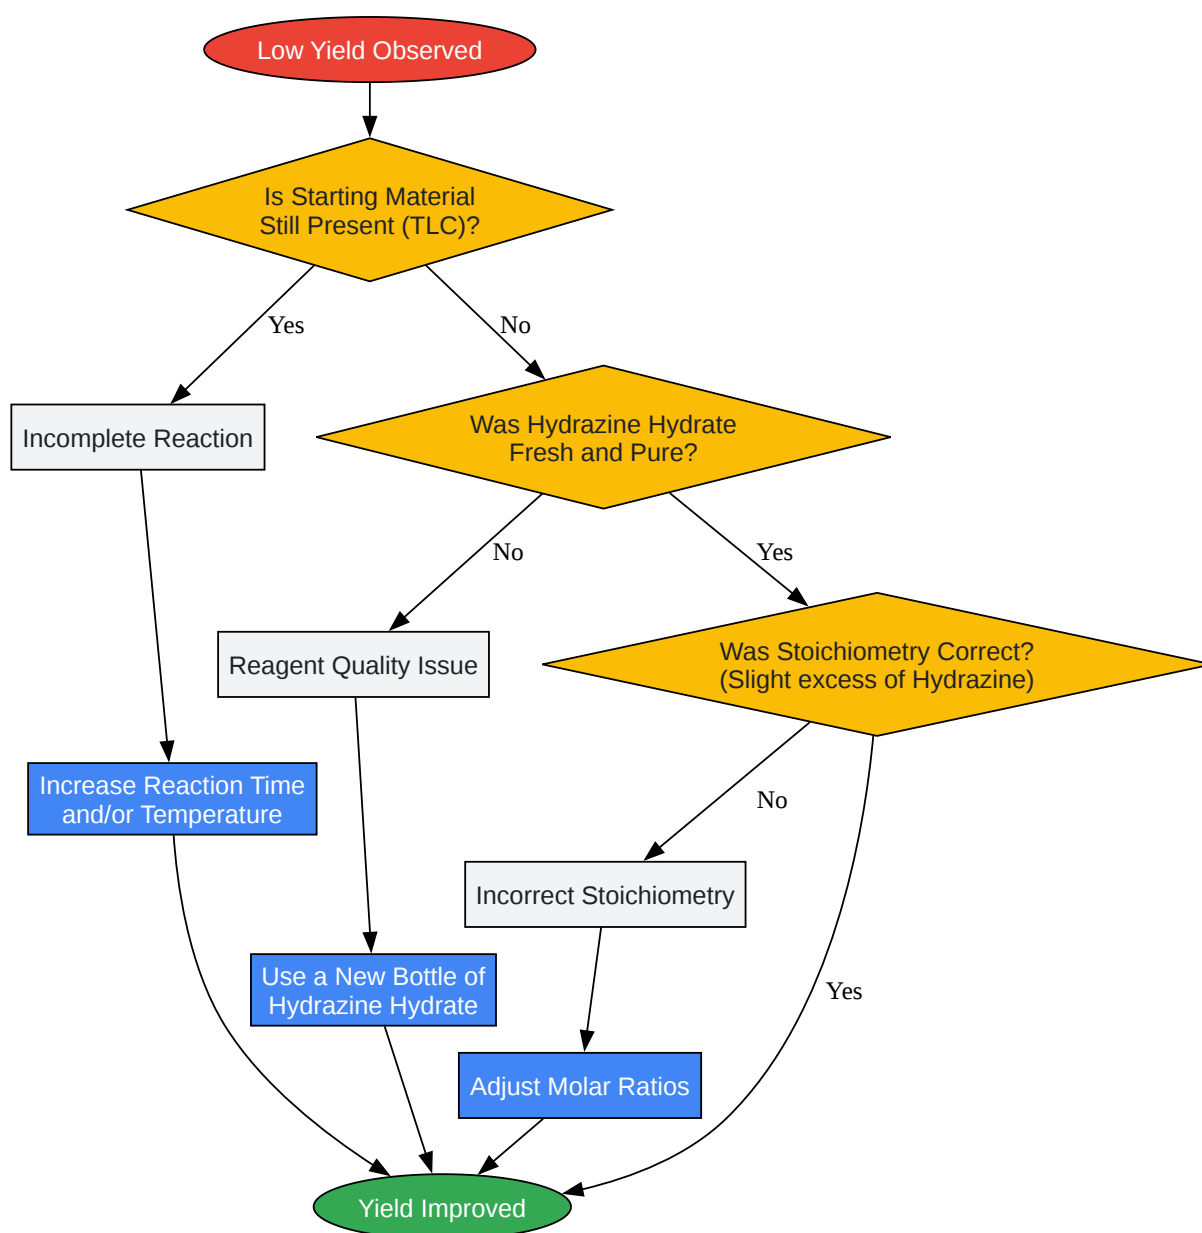 Low Yield Observed
Is Starting Material
Still Present (TLC)?
Yes
No
Incomplete Reaction
Was Hydrazine Hydrate
Fresh and Pure?
No
Yes
Reagent Quality Issue
Was Stoichiometry Correct?
(Slight excess of Hydrazine)
Increase Reaction Time
and/or Temperature
No
Incorrect Stoichiometry
Use a New Bottle of
Hydrazine Hydrate
Yes
Adjust Molar Ratios
Yield Improved